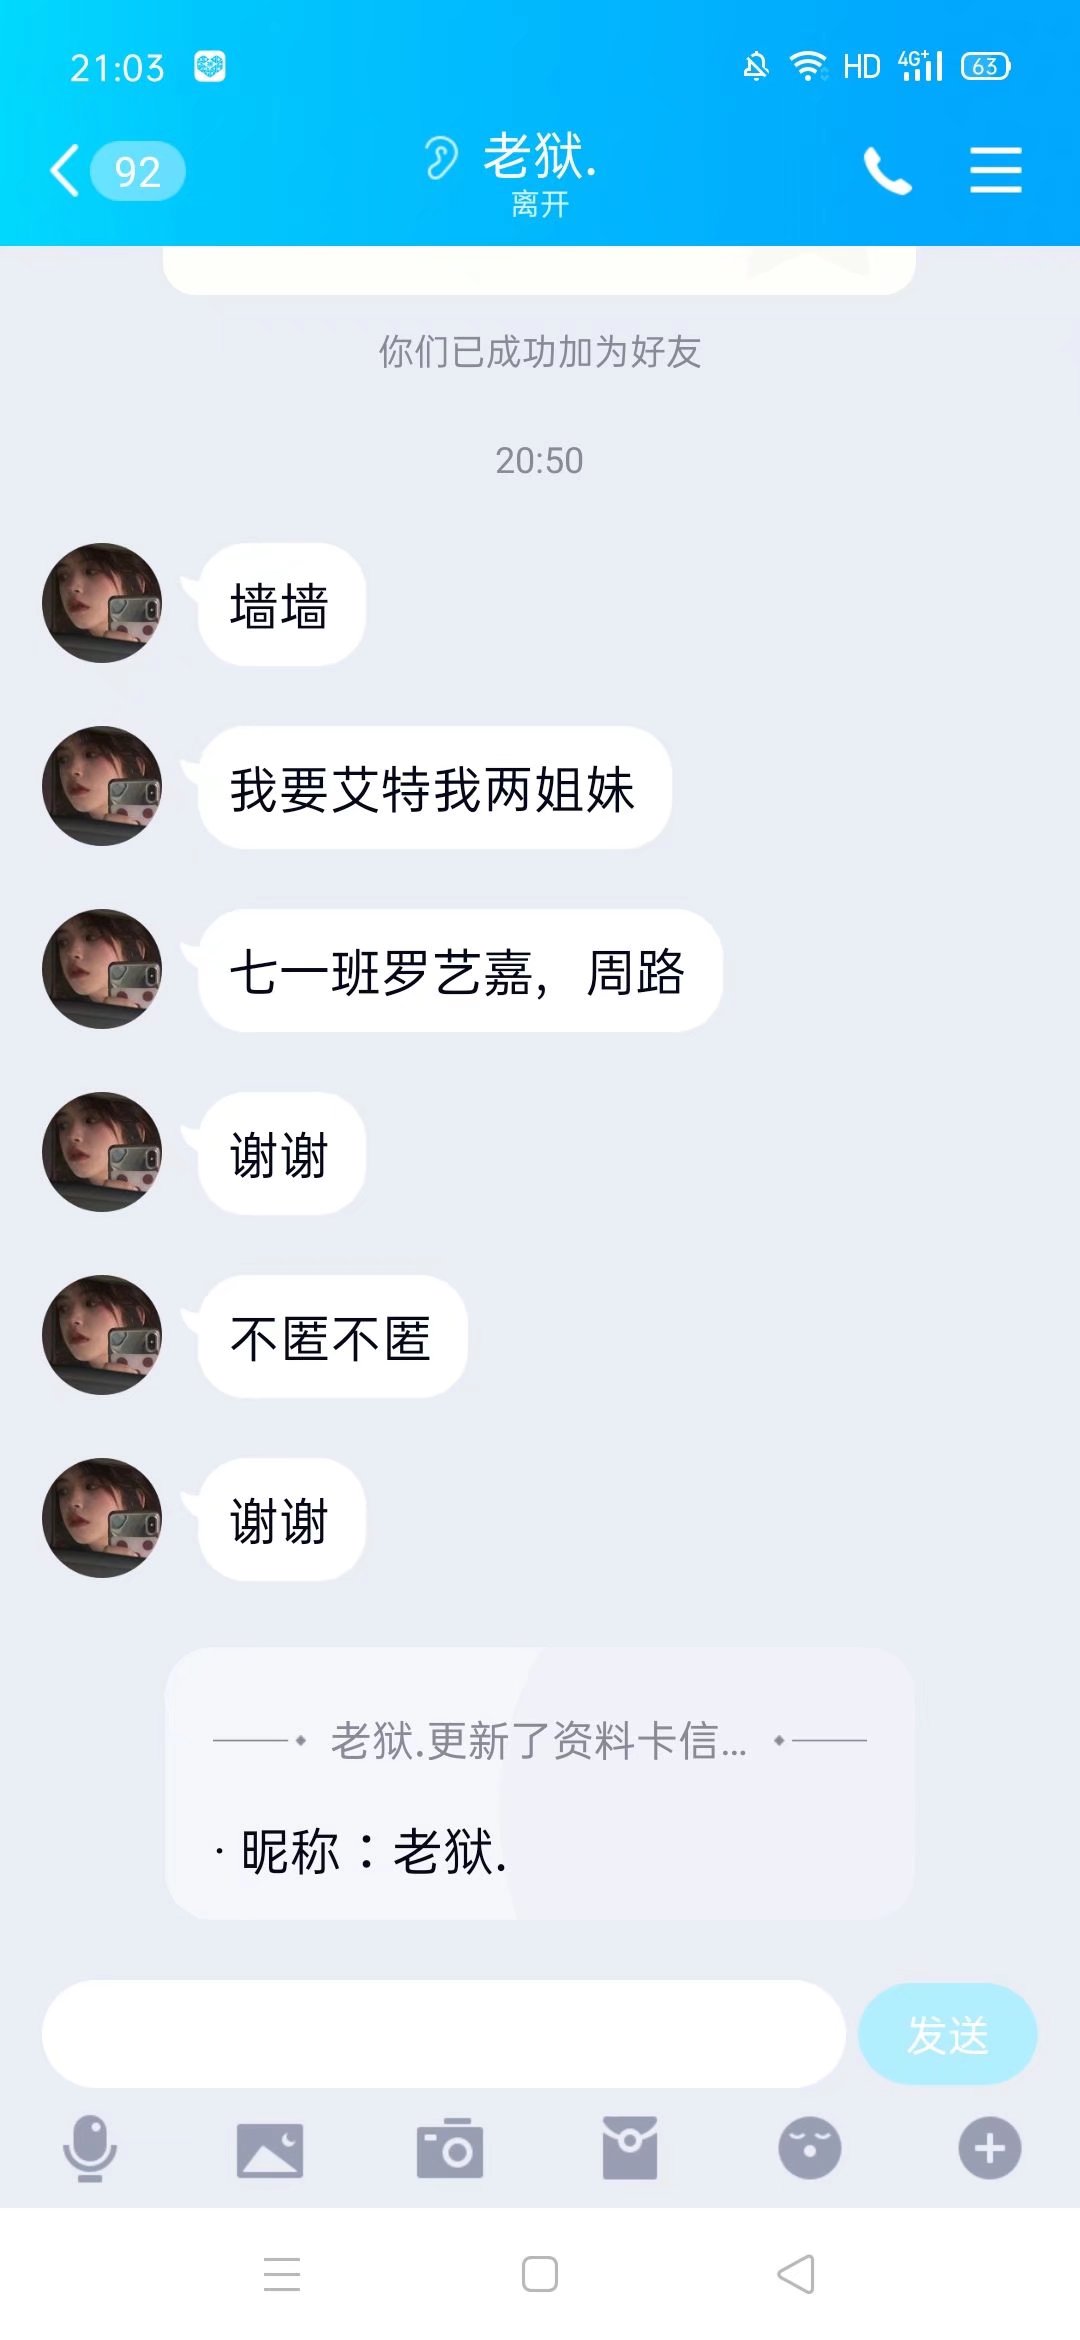 21:03
HD 4G+ 63
92
老狱.
离开
你们已成功加为好友
20:50
墙墙
我要艾特我两姐妹
七一班罗艺嘉，周路
谢谢
不匿不匿
谢谢
老狱.更新了资料卡信...
· 昵称：老狱.
发送